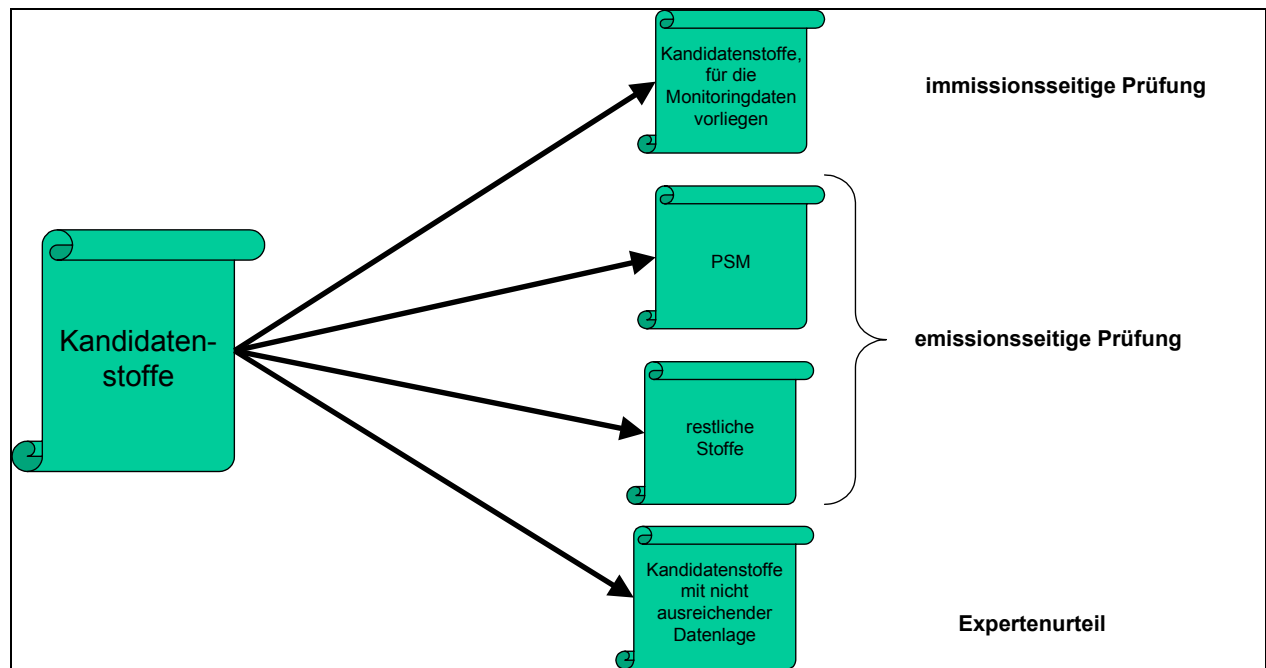 Kandidaten-
stoffe
Kandidatenstoffe,
für die
Monitoringdaten
vorliegen
immissionsseitige Prüfung
PSM
restliche
Stoffe
emissionsseitige Prüfung
Kandidatenstoffe
mit nicht
ausreichender
Datenlage
Expertenurteil